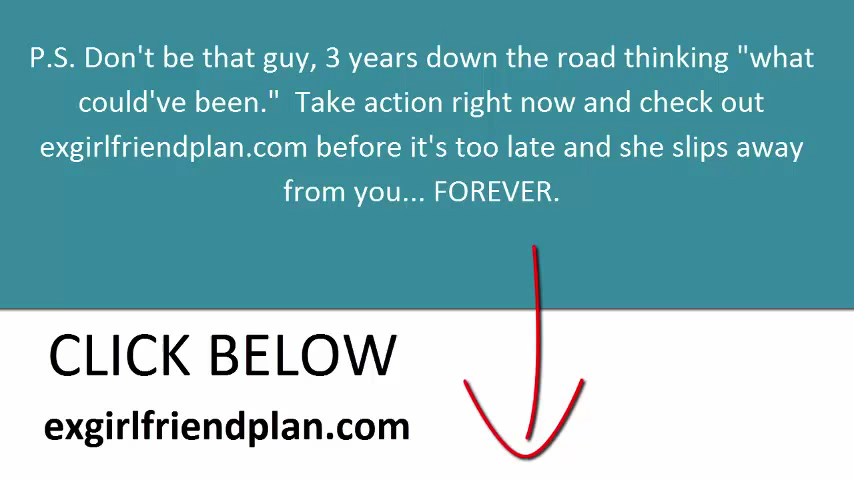 P.S. Don't be that guy, 3 years down the road thinking "what
could've been."  Take action right now and check out
exgirlfriendplan.com before it's too late and she slips away
from you... FOREVER.
CLICK BELOW
exgirlfriendplan.com